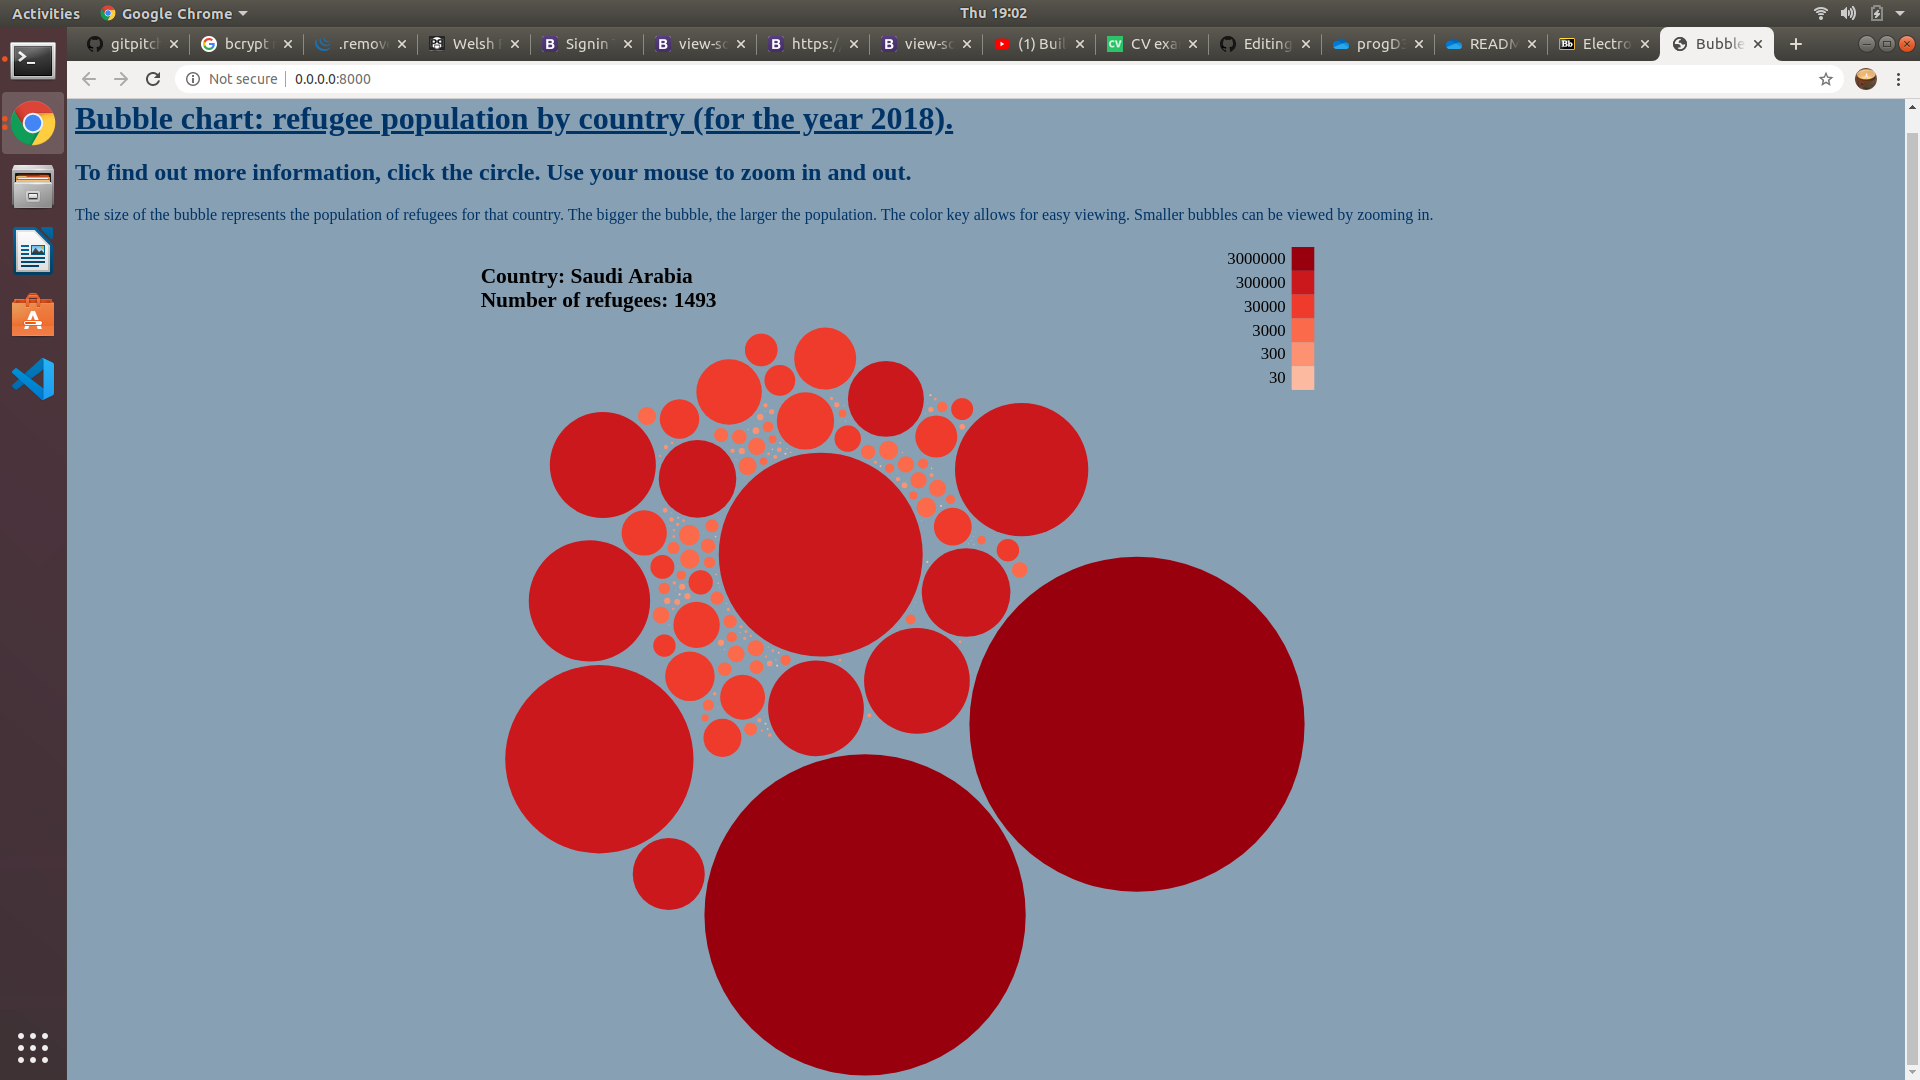 Activities
Google Chrome
Thu 19:02
gitpitch
bcrypt
.remov
Welsh
Signin
view-so
https:/
view-so
(1) Buil
CV exa
Editing
progD3
READM
Electro
Bubble
Not secure
0.0.0.0:8000
Bubble chart: refugee population by country (for the year 2018).
To find out more information, click the circle. Use your mouse to zoom in and out.
The size of the bubble represents the population of refugees for that country. The bigger the bubble, the larger the population. The color key allows for easy viewing. Smaller bubbles can be viewed by zooming in.
Country: Saudi Arabia
Number of refugees: 1493
3000000
300000
30000
3000
300
30